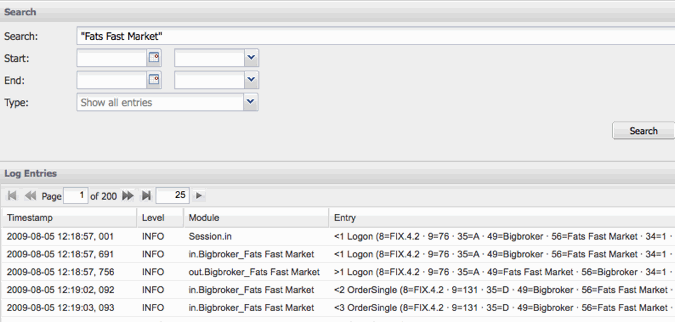 Search
Search: "Fats Fast Market"
Start:
End:
Type: Show all entries
Search
Log Entries
Page 1 of 200 25
Timestamp Level Module Entry
2009-08-05 12:18:57, 001 INFO Session.in <1 Logon (8=FIX.4.2 · 9=76 · 35=A · 49=Bigbroker · 56=Fats Fast Market · 34=1 ·
2009-08-05 12:18:57, 691 INFO in.Bigbroker_Fats Fast Market <1 Logon (8=FIX.4.2 · 9=76 · 35=A · 49=Bigbroker · 56=Fats Fast Market · 34=1 ·
2009-08-05 12:18:57, 756 INFO out.Bigbroker_Fats Fast Market >1 Logon (8=FIX.4.2 · 9=76 · 35=A · 49=Fats Fast Market · 56=Bigbroker · 34=1 ·
2009-08-05 12:19:02, 092 INFO in.Bigbroker_Fats Fast Market <2 OrderSingle (8=FIX.4.2 · 9=131 · 35=D · 49=Bigbroker · 56=Fats Fast Market ·
2009-08-05 12:19:03, 093 INFO in.Bigbroker_Fats Fast Market <3 OrderSingle (8=FIX.4.2 · 9=131 · 35=D · 49=Bigbroker · 56=Fats Fast Market ·